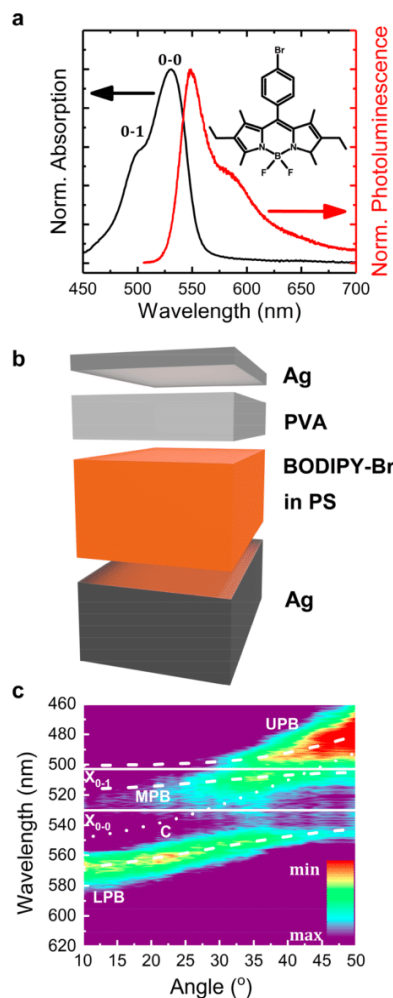 a
0-0
0-1
Br
N
N
B
F
F
Norm. Absorption
Norm. Photoluminescence
450 500 550 600 650 700
Wavelength (nm)
b
Ag
PVA
BODIPY-Br
in PS
Ag
c
460
480
500
520
540
560
580
600
620
Wavelength (nm)
UPB
X0-1
MPB
X0-0
C
LPB
min
max
10 15 20 25 30 35 40 45 50
Angle (°)